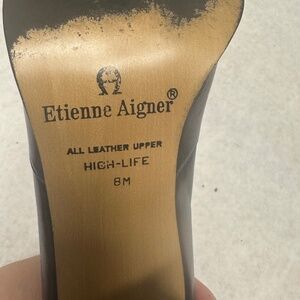 Etienne Aigner®
ALL LEATHER UPPER
HIGH-LIFE
8M